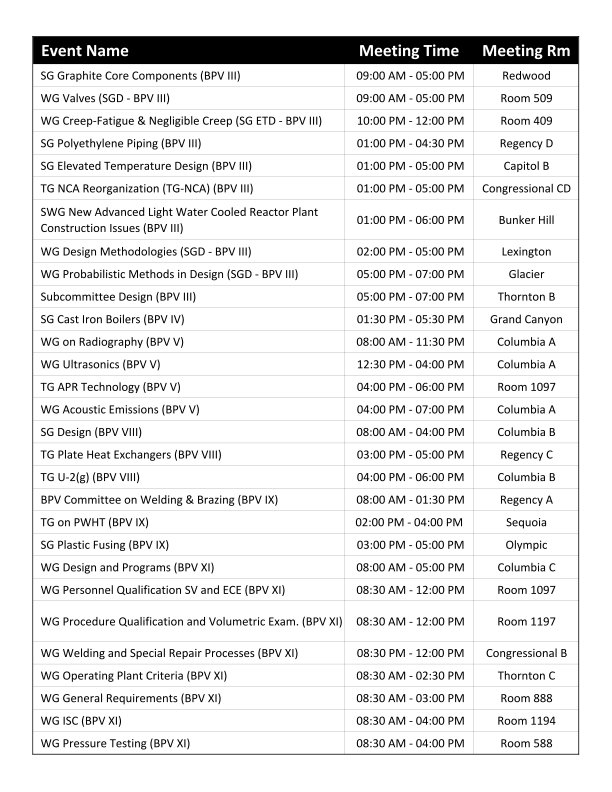 Event Name Meeting Time Meeting Rm
SG Graphite Core Components (BPV III) 09:00 AM - 05:00 PM Redwood
WG Valves (SGD - BPV III) 09:00 AM - 05:00 PM Room 509
WG Creep-Fatigue & Negligible Creep (SG ETD - BPV III) 10:00 PM - 12:00 PM Room 409
SG Polyethylene Piping (BPV III) 01:00 PM - 04:30 PM Regency D
SG Elevated Temperature Design (BPV III) 01:00 PM - 05:00 PM Capitol B
TG NCA Reorganization (TG-NCA) (BPV III) 01:00 PM - 05:00 PM Congressional CD
SWG New Advanced Light Water Cooled Reactor Plant
Construction Issues (BPV III) 01:00 PM - 06:00 PM Bunker Hill
WG Design Methodologies (SGD - BPV III) 02:00 PM - 05:00 PM Lexington
WG Probabilistic Methods in Design (SGD - BPV III) 05:00 PM - 07:00 PM Glacier
Subcommittee Design (BPV III) 05:00 PM - 07:00 PM Thornton B
SG Cast Iron Boilers (BPV IV) 01:30 PM - 05:30 PM Grand Canyon
WG on Radiography (BPV V) 08:00 AM - 11:30 PM Columbia A
WG Ultrasonics (BPV V) 12:30 PM - 04:00 PM Columbia A
TG APR Technology (BPV V) 04:00 PM - 06:00 PM Room 1097
WG Acoustic Emissions (BPV V) 04:00 PM - 07:00 PM Columbia A
SG Design (BPV VIII) 08:00 AM - 04:00 PM Columbia B
TG Plate Heat Exchangers (BPV VIII) 03:00 PM - 05:00 PM Regency C
TG U-2(g) (BPV VIII) 04:00 PM - 06:00 PM Columbia B
BPV Committee on Welding & Brazing (BPV IX) 08:00 AM - 01:30 PM Regency A
TG on PWHT (BPV IX) 02:00 PM - 04:00 PM Sequoia
SG Plastic Fusing (BPV IX) 03:00 PM - 05:00 PM Olympic
WG Design and Programs (BPV XI) 08:00 AM - 05:00 PM Columbia C
WG Personnel Qualification SV and ECE (BPV XI) 08:30 AM - 12:00 PM Room 1097
WG Procedure Qualification and Volumetric Exam. (BPV XI) 08:30 AM - 12:00 PM Room 1197
WG Welding and Special Repair Processes (BPV XI) 08:30 PM - 12:00 PM Congressional B
WG Operating Plant Criteria (BPV XI) 08:30 AM - 02:30 PM Thornton C
WG General Requirements (BPV XI) 08:30 AM - 03:00 PM Room 888
WG ISC (BPV XI) 08:30 AM - 04:00 PM Room 1194
WG Pressure Testing (BPV XI) 08:30 AM - 04:00 PM Room 588